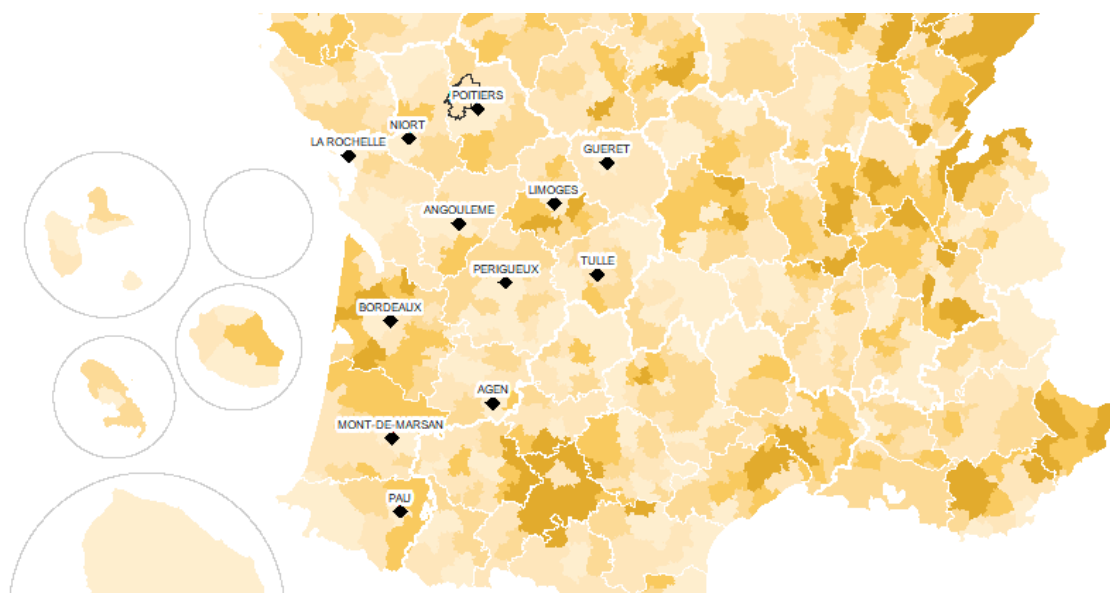 POITIERS
NIORT
LA ROCHELLE
GUERET
LIMOGES
ANGOULEME
PERIGUEUX
TULLE
BORDEAUX
AGEN
MONT-DE-MARSAN
PAU